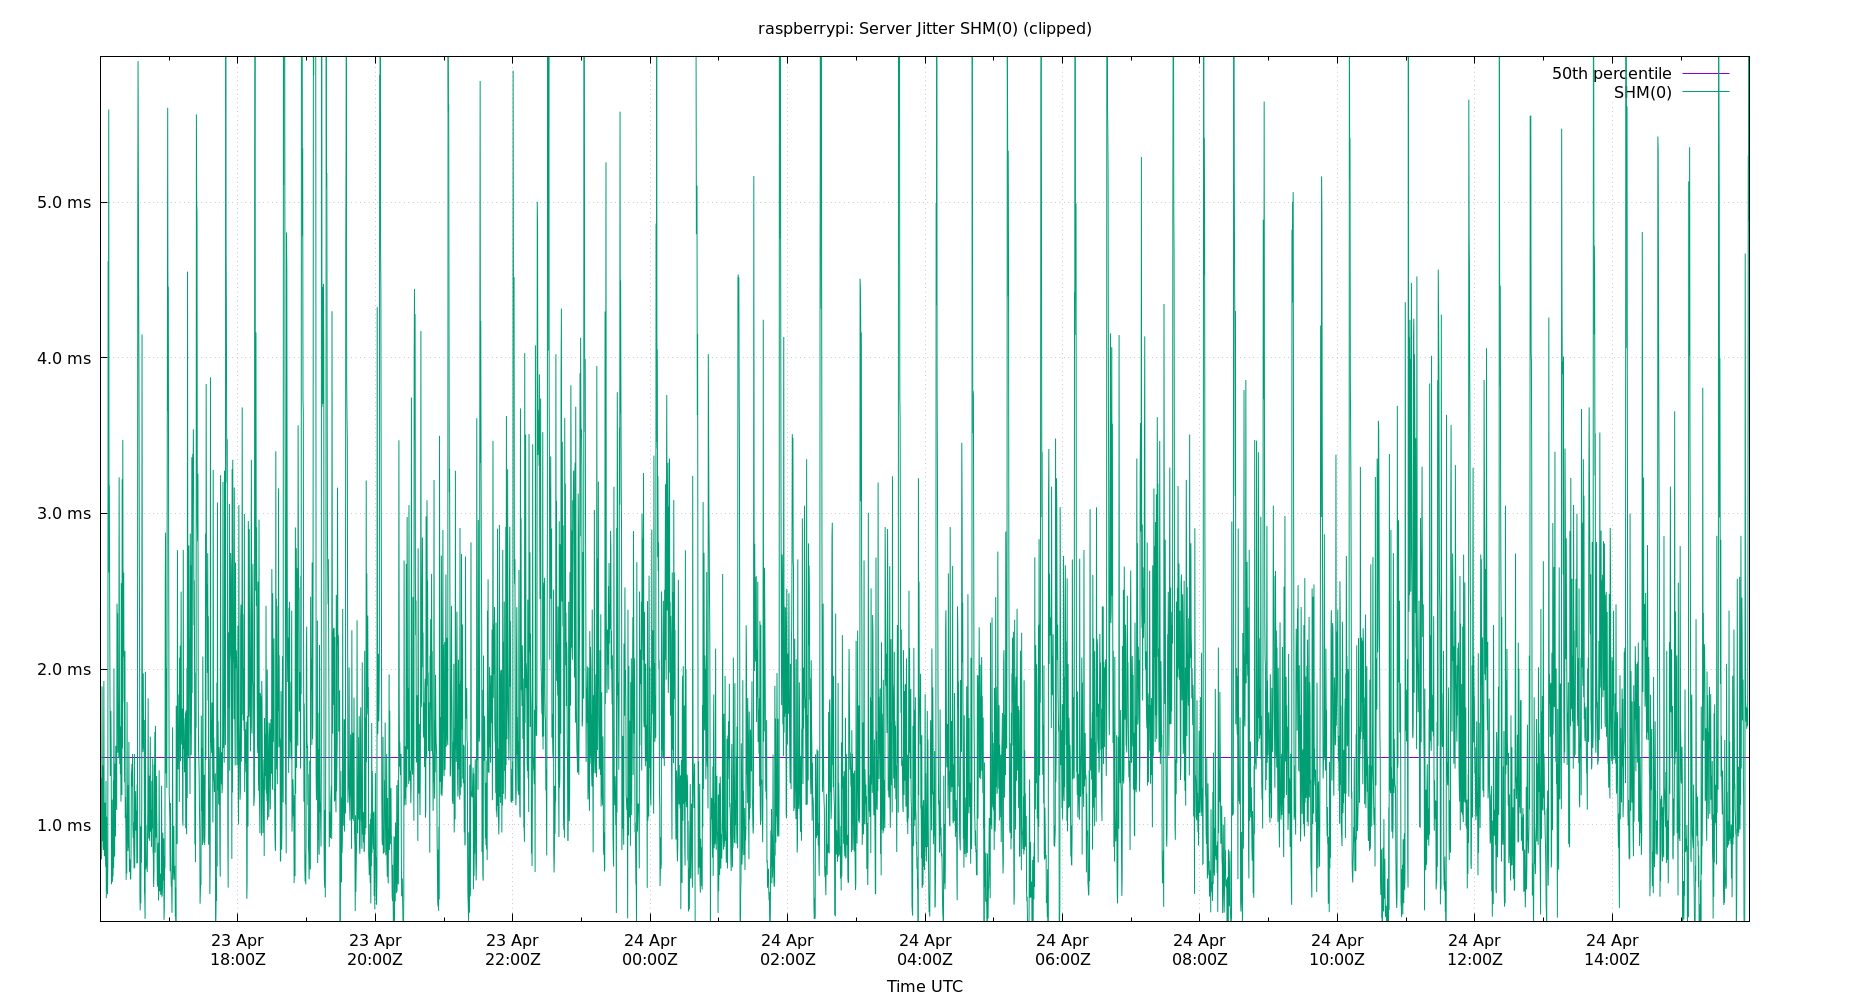 raspberrypi: Server Jitter SHM(0) (clipped)
50th percentile
SHM(0)
5.0 ms
4.0 ms
3.0 ms
2.0 ms
1.0 ms
23 Apr 23 Apr 23 Apr 24 Apr 24 Apr 24 Apr 24 Apr 24 Apr 24 Apr 24 Apr 24 Apr
18:00Z 20:00Z 22:00Z 00:00Z 02:00Z 04:00Z 06:00Z 08:00Z 10:00Z 12:00Z 14:00Z
Time UTC